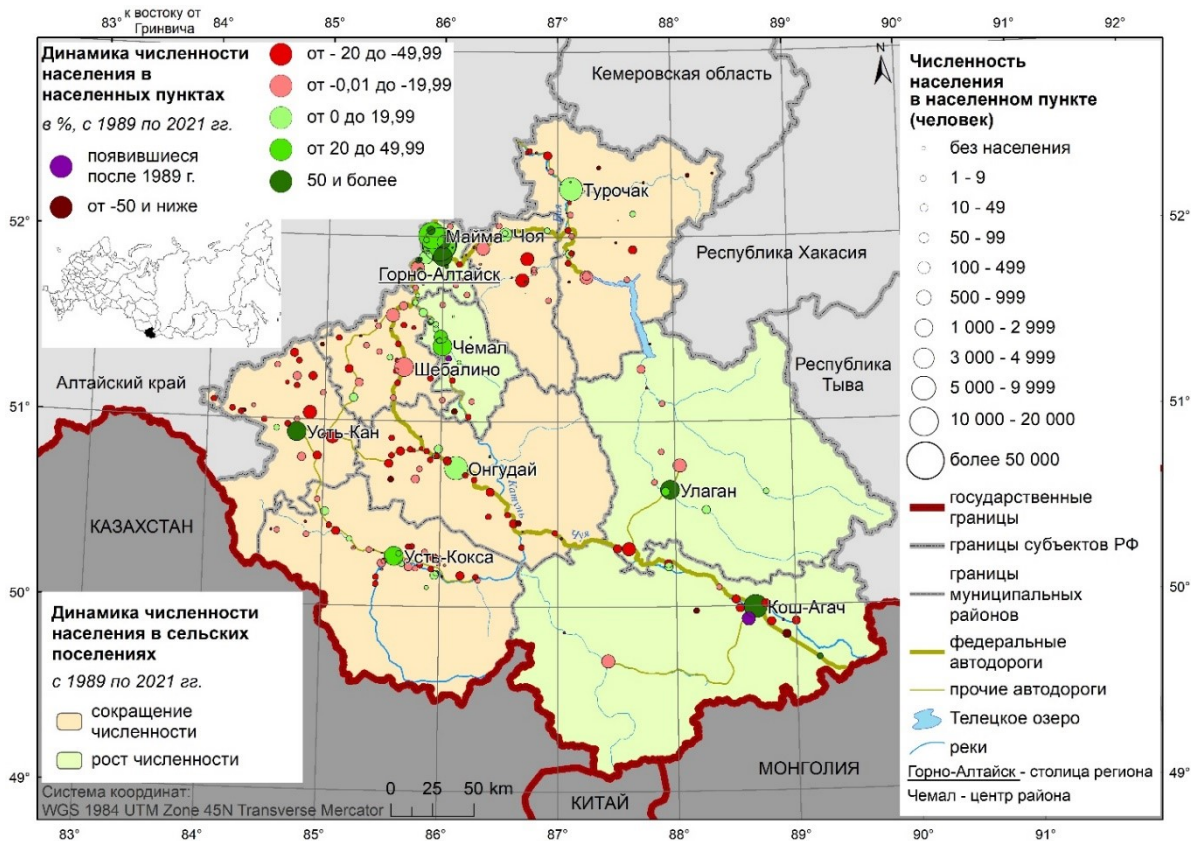 к востоку от
Гринвича
84°
85°
86°
87°
88°
89°
90°
91°
92°
Динамика численности
населения в
населенных пунктах
в %, с 1989 по 2021 гг.
появившиеся
после 1989 г.
от -50 и ниже
от - 20 до -49,99
от -0,01 до -19,99
от 0 до 19,99
от 20 до 49,99
50 и более
N
Кемеровская область
Турочак
Майма
Чоя
Горно-Алтайск
Республика Хакасия
Чемал
Шебалино
Республика
Тыва
Алтайский край
Усть-Кан
Онгудай
Катунь
Улаган
КАЗАХСТАН
Чуя
Усть-Кокса
Кош-Агач
МОНГОЛИЯ
КИТАЙ
52°
51°
50°
49°
52°
51°
50°
49°
Динамика численности
населения в сельских
поселениях
с 1989 по 2021 гг.
сокращение
численности
рост численности
Система координат:
WGS 1984 UTM Zone 45N Transverse Mercator
0 25 50 km
Численность
населения
в населенном пункте
(человек)
без населения
1 - 9
10 - 49
50 - 99
100 - 499
500 - 999
1 000 - 2 999
3 000 - 4 999
5 000 - 9 999
10 000 - 20 000
более 50 000
государственные
границы
границы субъектов РФ
границы
муниципальных
районов
федеральные
автодороги
прочие автодороги
Телецкое озеро
реки
Горно-Алтайск - столица региона
Чемал - центр района
83°
84°
85°
86°
87°
88°
89°
90°
91°